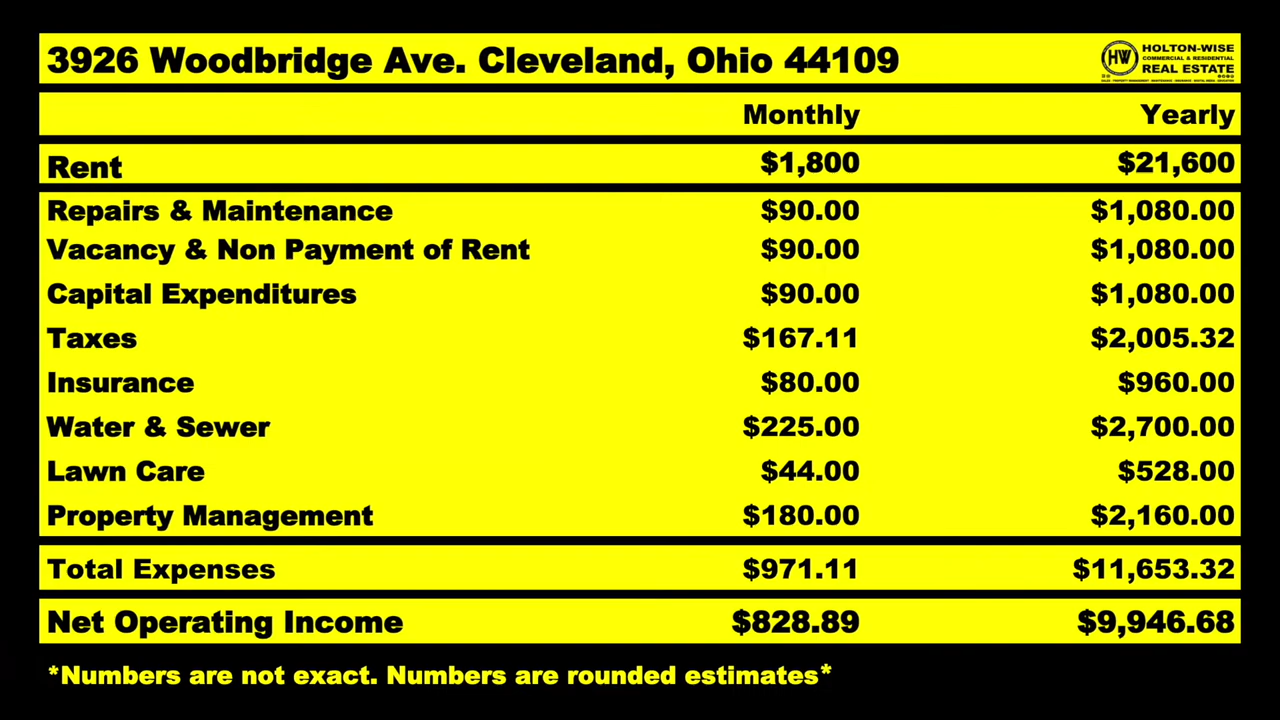 3926 Woodbridge Ave. Cleveland, Ohio 44109
HW
HOLTON-WISE
COMMERCIAL & RESIDENTIAL
REAL ESTATE
Monthly Yearly
Rent $1,800 $21,600
Repairs & Maintenance $90.00 $1,080.00
Vacancy & Non Payment of Rent $90.00 $1,080.00
Capital Expenditures $90.00 $1,080.00
Taxes $167.11 $2,005.32
Insurance $80.00 $960.00
Water & Sewer $225.00 $2,700.00
Lawn Care $44.00 $528.00
Property Management $180.00 $2,160.00
Total Expenses $971.11 $11,653.32
Net Operating Income $828.89 $9,946.68
*Numbers are not exact. Numbers are rounded estimates*